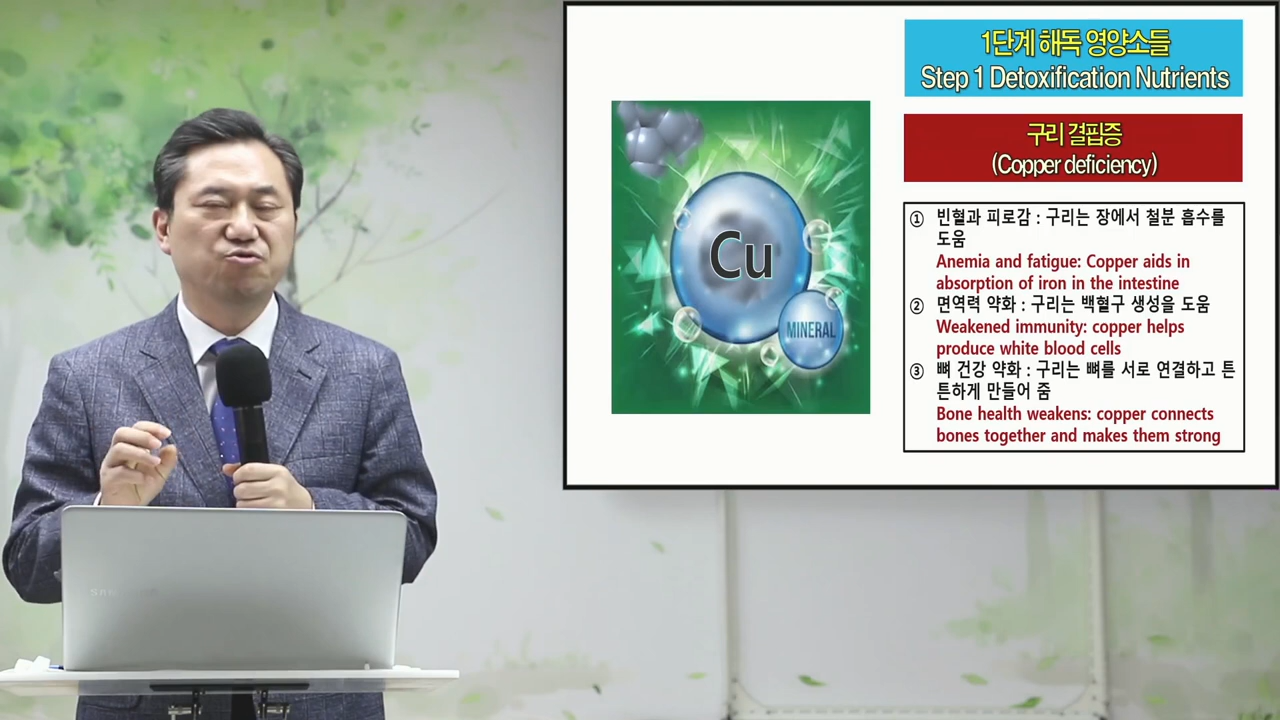 1단계 해독 영양소들
Step 1 Detoxification Nutrients
구리 결핍증
(Copper deficiency)
Cu
MINERAL
① 빈혈과 피로감 : 구리는 장에서 철분 흡수를
도움
Anemia and fatigue: Copper aids in
absorption of iron in the intestine
② 면역력 약화 : 구리는 백혈구 생성을 도움
Weakened immunity: copper helps
produce white blood cells
③ 뼈 건강 약화 : 구리는 뼈를 서로 연결하고 튼
튼하게 만들어 줌
Bone health weakens: copper connects
bones together and makes them strong